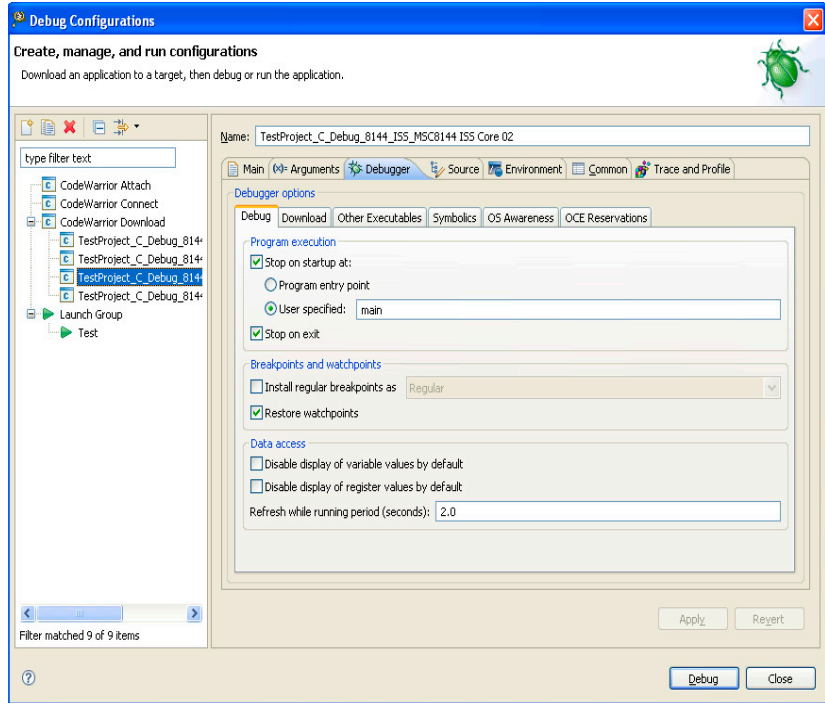 Debug Configurations
Create, manage, and run configurations
Download an application to a target, then debug or run the application.
type filter text
CodeWarrior Attach
CodeWarrior Connect
CodeWarrior Download
TestProject_C_Debug_814
TestProject_C_Debug_814
TestProject_C_Debug_814
TestProject_C_Debug_814
Launch Group
Test
Filter matched 9 of 9 items
Name: TestProject_C_Debug_8144_ISS_MSC8144 ISS Core 02
Main (x)= Arguments Debugger Source Environment Common Trace and Profile
Debugger options
Debug Download Other Executables Symbolics OS Awareness OCE Reservations
Program execution
Stop on startup at:
Program entry point
User specified: main
Stop on exit
Breakpoints and watchpoints
Install regular breakpoints as Regular
Restore watchpoints
Data access
Disable display of variable values by default
Disable display of register values by default
Refresh while running period (seconds): 2.0
Apply Revert
Debug Close